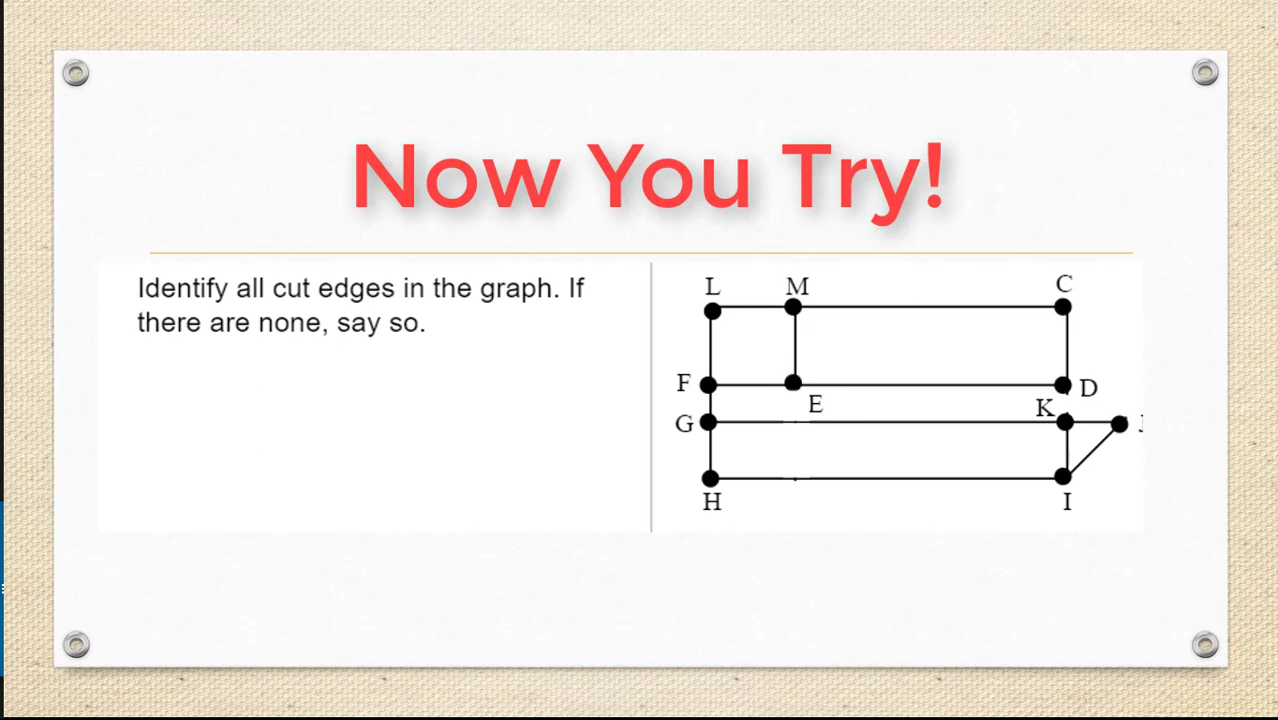 Now You Try!
Identify all cut edges in the graph. If
there are none, say so.
L M C
F E D
G K
H I